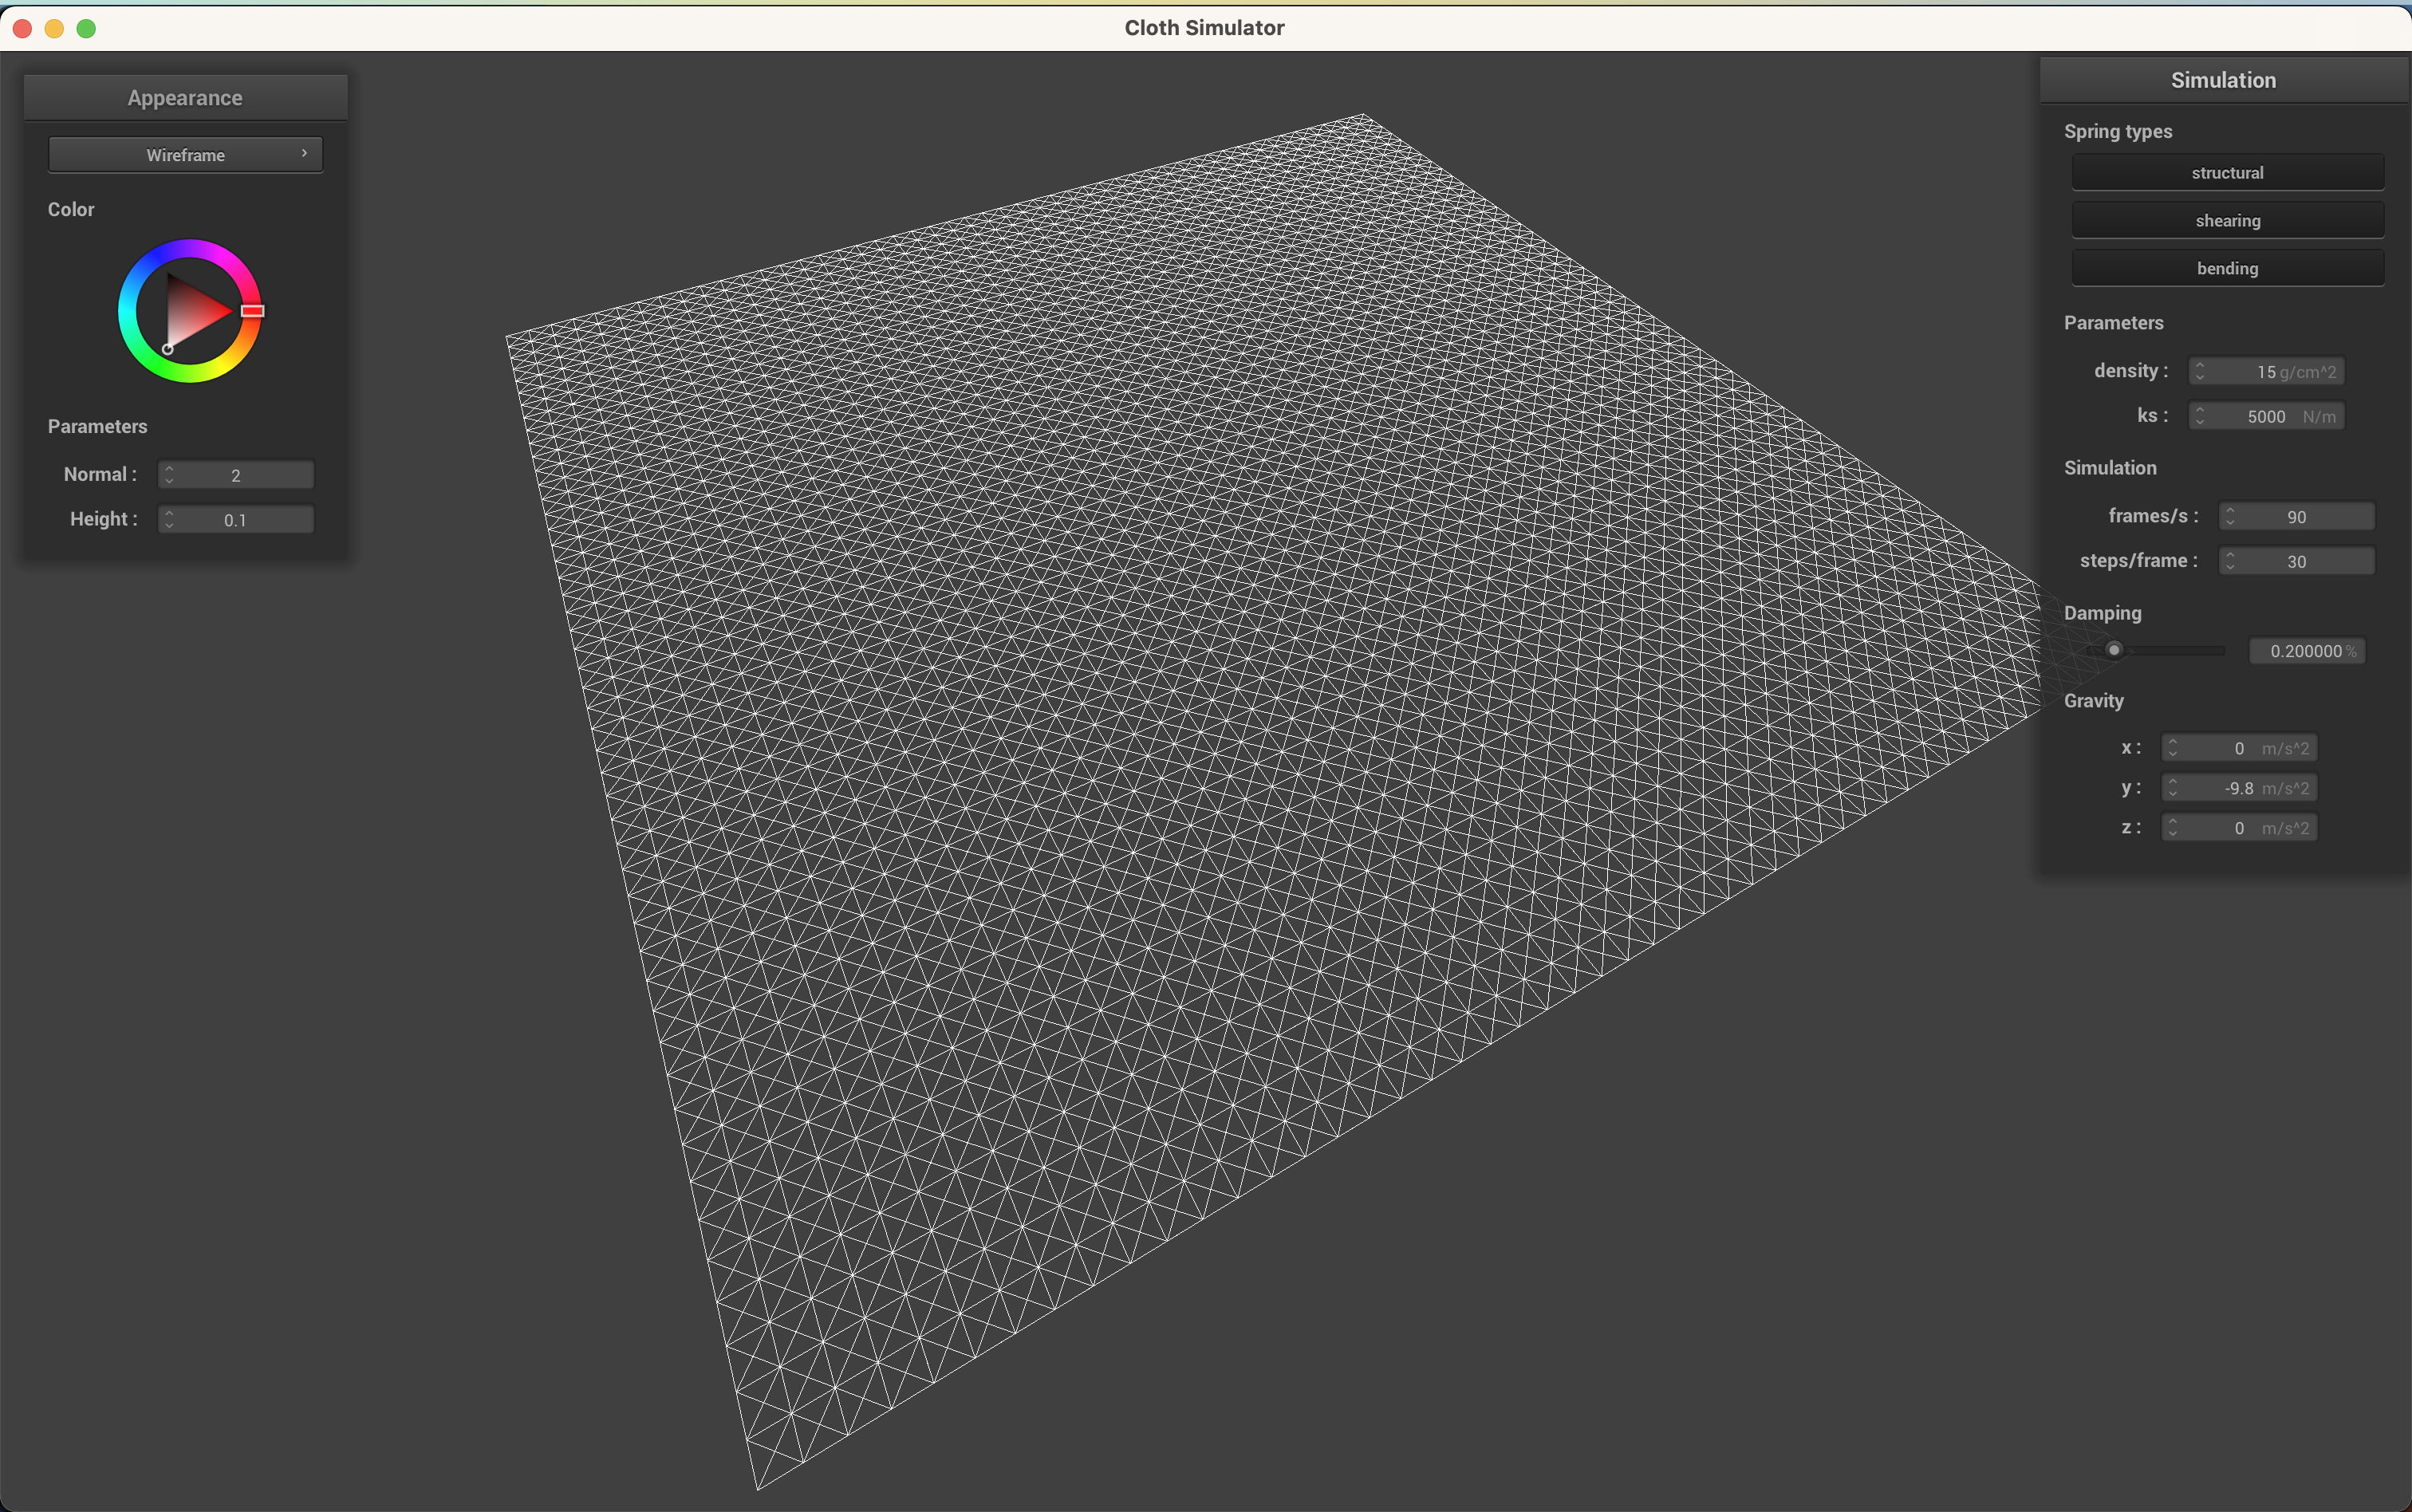 Cloth Simulator
Appearance
Wireframe
Color
Parameters
Normal : 2
Height : 0.1
Simulation
Spring types
structural
shearing
bending
Parameters
density : 15 g/cm^2
ks : 5000 N/m
Simulation
frames/s : 90
steps/frame : 30
Damping
0.200000 %
Gravity
x : 0 m/s^2
y : -9.8 m/s^2
z : 0 m/s^2